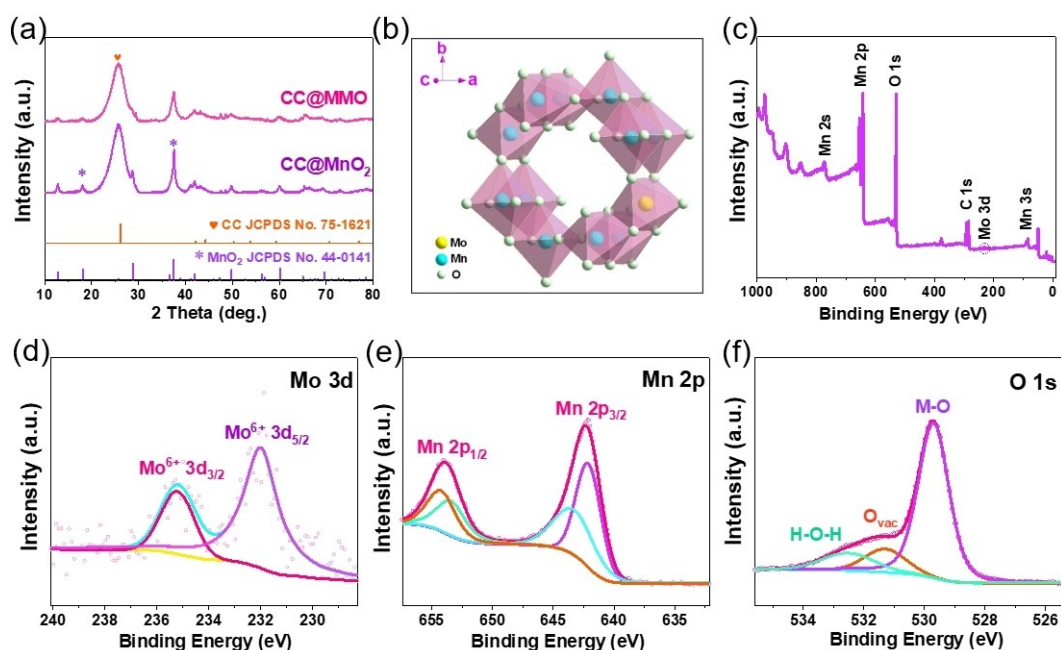 (a)
Intensity (a.u.)
♥
CC@MMO
*
*
CC@MnO₂
♥ CC JCPDS No. 75-1621
* MnO₂ JCPDS No. 44-0141
10 20 30 40 50 60 70 80
2 Theta (deg.)
(b)
b
c
a
Mo
Mn
O
(c)
Intensity (a.u.)
Mn 2s
Mn 2p
O 1s
C 1s
Mo 3d
Mn 3s
1000 800 600 400 200 0
Binding Energy (eV)
(d)
Mo 3d
Intensity (a.u.)
Mo⁶⁺ 3d₃/₂
Mo⁶⁺ 3d₅/₂
240 238 236 234 232 230
Binding Energy (eV)
(e)
Mn 2p
Intensity (a.u.)
Mn 2p₁/₂
Mn 2p₃/₂
655 650 645 640 635
Binding Energy (eV)
(f)
O 1s
Intensity (a.u.)
M-O
O_vac
H-O-H
534 532 530 528 526
Binding Energy (eV)